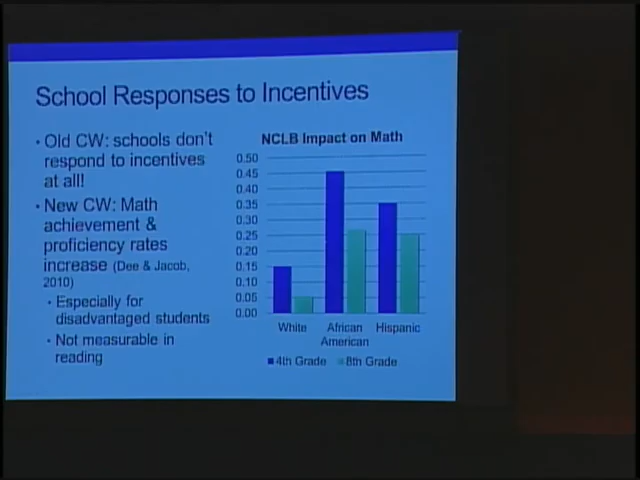 School Responses to Incentives
• Old CW: schools don't
respond to incentives
at all!
• New CW: Math
achievement &
proficiency rates
increase (Dee & Jacob,
2010)
• Especially for
disadvantaged students
• Not measurable in
reading
NCLB Impact on Math
0.50
0.45
0.40
0.35
0.30
0.25
0.20
0.15
0.10
0.05
0.00
White
African
American
Hispanic
4th Grade
8th Grade